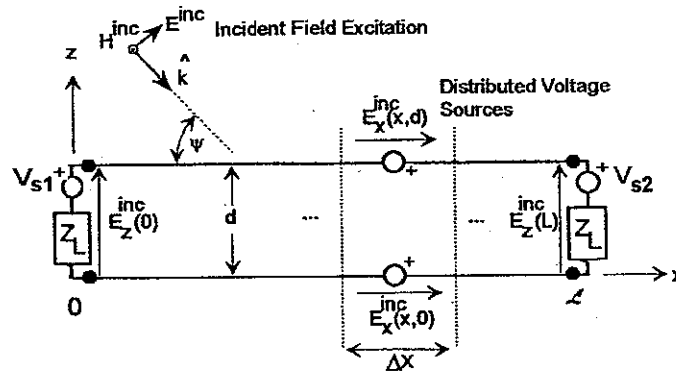 H^inc E^inc Incident Field Excitation
z
k̂
Distributed Voltage
Sources
E_x^inc(x,d)
ψ
V_s1 +
+
+ V_s2
E_z^inc(0)
d
...
...
E_z^inc(L)
Z_L
Z_L
+
0
E_x^inc(x,0)
ℒ
x
ΔX